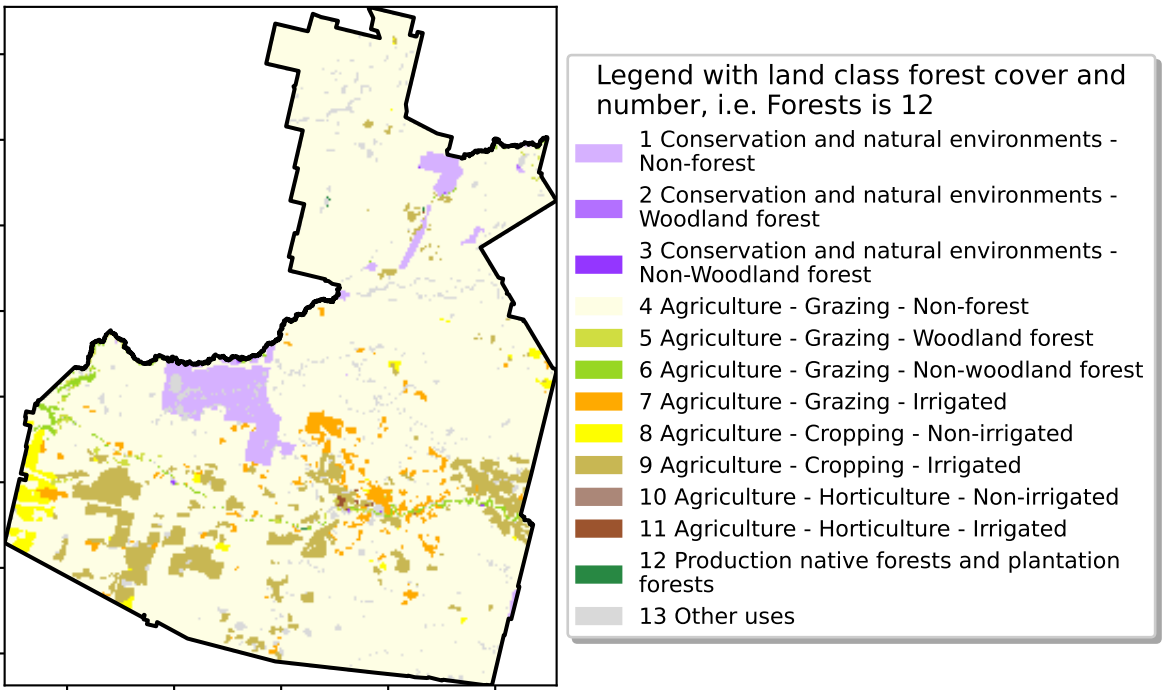 Legend with land class forest cover and
number, i.e. Forests is 12
1 Conservation and natural environments -
Non-forest
2 Conservation and natural environments -
Woodland forest
3 Conservation and natural environments -
Non-Woodland forest
4 Agriculture - Grazing - Non-forest
5 Agriculture - Grazing - Woodland forest
6 Agriculture - Grazing - Non-woodland forest
7 Agriculture - Grazing - Irrigated
8 Agriculture - Cropping - Non-irrigated
9 Agriculture - Cropping - Irrigated
10 Agriculture - Horticulture - Non-irrigated
11 Agriculture - Horticulture - Irrigated
12 Production native forests and plantation
forests
13 Other uses